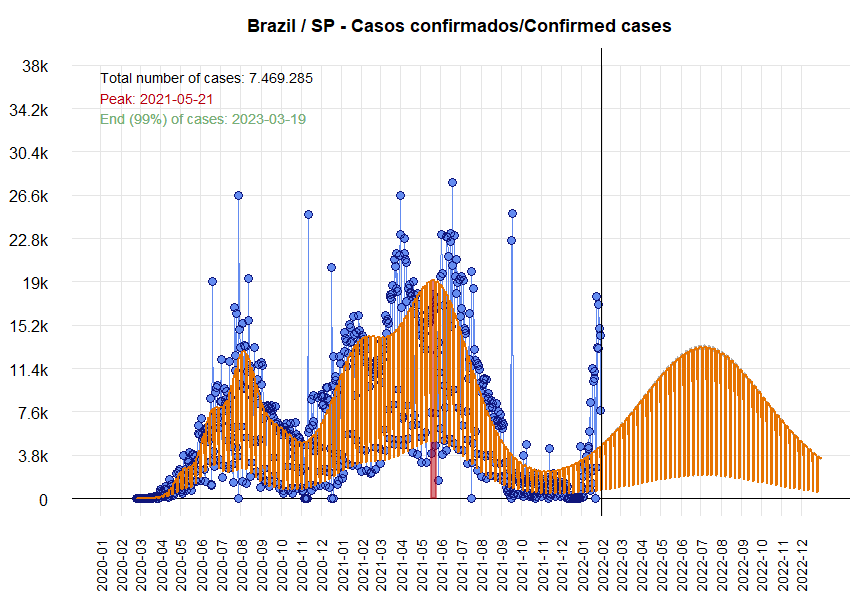 Brazil / SP - Casos confirmados/Confirmed cases
38k
Total number of cases: 7.469.285
Peak: 2021-05-21
End (99%) of cases: 2023-03-19
34.2k
30.4k
26.6k
22.8k
19k
15.2k
11.4k
7.6k
3.8k
0
2020-01
2020-02
2020-03
2020-04
2020-05
2020-06
2020-07
2020-08
2020-09
2020-10
2020-11
2020-12
2021-01
2021-02
2021-03
2021-04
2021-05
2021-06
2021-07
2021-08
2021-09
2021-10
2021-11
2021-12
2022-01
2022-02
2022-03
2022-04
2022-05
2022-06
2022-07
2022-08
2022-09
2022-10
2022-11
2022-12